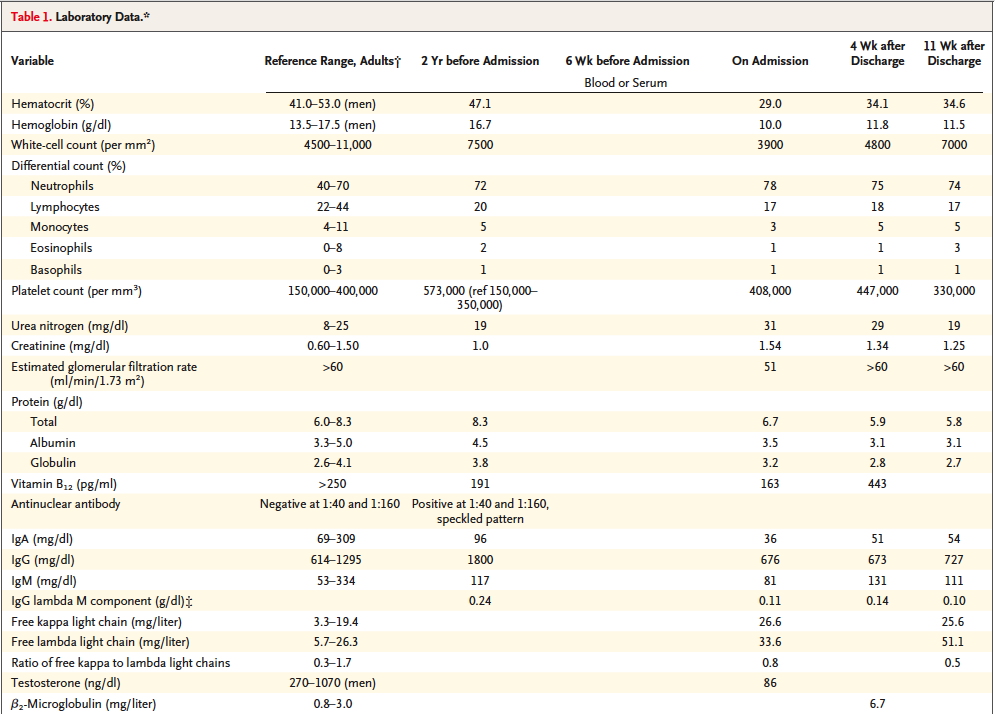 Table 1. Laboratory Data.*
Variable Reference Range, Adults† 2 Yr before Admission 6 Wk before Admission On Admission 4 Wk after Discharge 11 Wk after Discharge
Blood or Serum
Hematocrit (%) 41.0–53.0 (men) 47.1 29.0 34.1 34.6
Hemoglobin (g/dl) 13.5–17.5 (men) 16.7 10.0 11.8 11.5
White-cell count (per mm²) 4500–11,000 7500 3900 4800 7000
Differential count (%)
Neutrophils 40–70 72 78 75 74
Lymphocytes 22–44 20 17 18 17
Monocytes 4–11 5 3 5 5
Eosinophils 0–8 2 1 1 3
Basophils 0–3 1 1 1 1
Platelet count (per mm³) 150,000–400,000 573,000 (ref 150,000– 408,000 447,000 330,000
350,000)
Urea nitrogen (mg/dl) 8–25 19 31 29 19
Creatinine (mg/dl) 0.60–1.50 1.0 1.54 1.34 1.25
Estimated glomerular filtration rate >60 51 >60 >60
(ml/min/1.73 m²)
Protein (g/dl)
Total 6.0–8.3 8.3 6.7 5.9 5.8
Albumin 3.3–5.0 4.5 3.5 3.1 3.1
Globulin 2.6–4.1 3.8 3.2 2.8 2.7
Vitamin B₁₂ (pg/ml) >250 191 163 443
Antinuclear antibody Negative at 1:40 and 1:160 Positive at 1:40 and 1:160,
speckled pattern
IgA (mg/dl) 69–309 96 36 51 54
IgG (mg/dl) 614–1295 1800 676 673 727
IgM (mg/dl) 53–334 117 81 131 111
IgG lambda M component (g/dl)‡ 0.24 0.11 0.14 0.10
Free kappa light chain (mg/liter) 3.3–19.4 26.6 25.6
Free lambda light chain (mg/liter) 5.7–26.3 33.6 51.1
Ratio of free kappa to lambda light chains 0.3–1.7 0.8 0.5
Testosterone (ng/dl) 270–1070 (men) 86
β₂-Microglobulin (mg/liter) 0.8–3.0 6.7